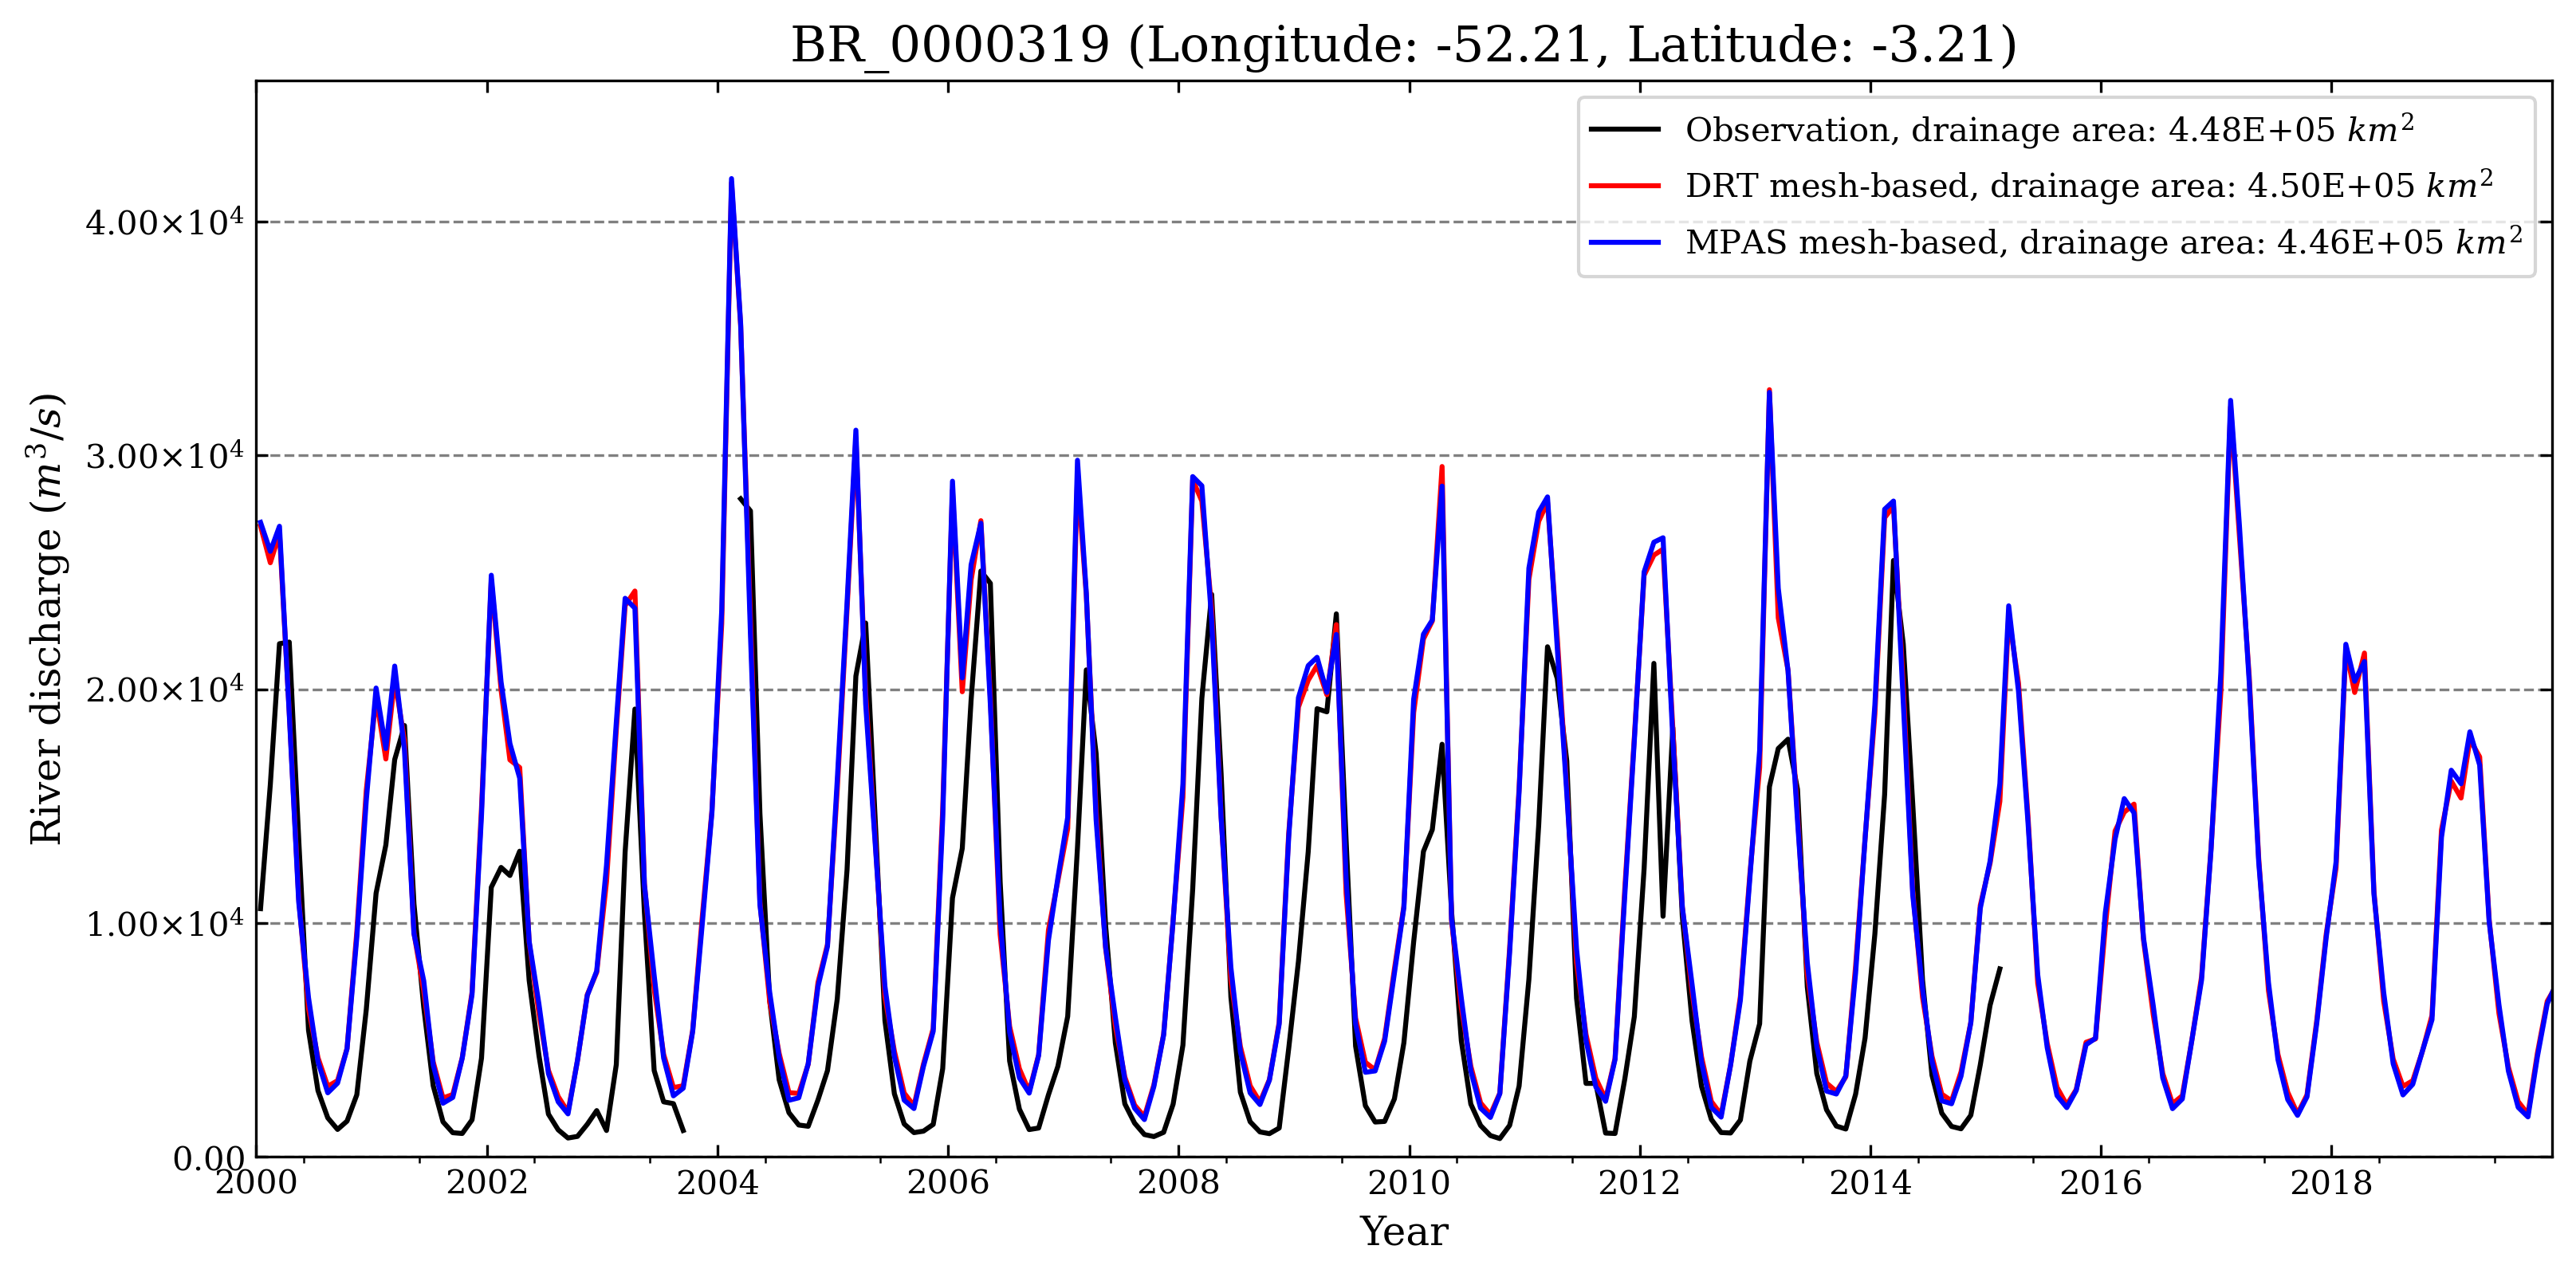 BR_0000319 (Longitude: -52.21, Latitude: -3.21)
Observation, drainage area: 4.48E+05 km²
DRT mesh-based, drainage area: 4.50E+05 km²
MPAS mesh-based, drainage area: 4.46E+05 km²
River discharge (m³/s)
4.00×10⁴
3.00×10⁴
2.00×10⁴
1.00×10⁴
0.00
2000 2002 2004 2006 2008 2010 2012 2014 2016 2018
Year